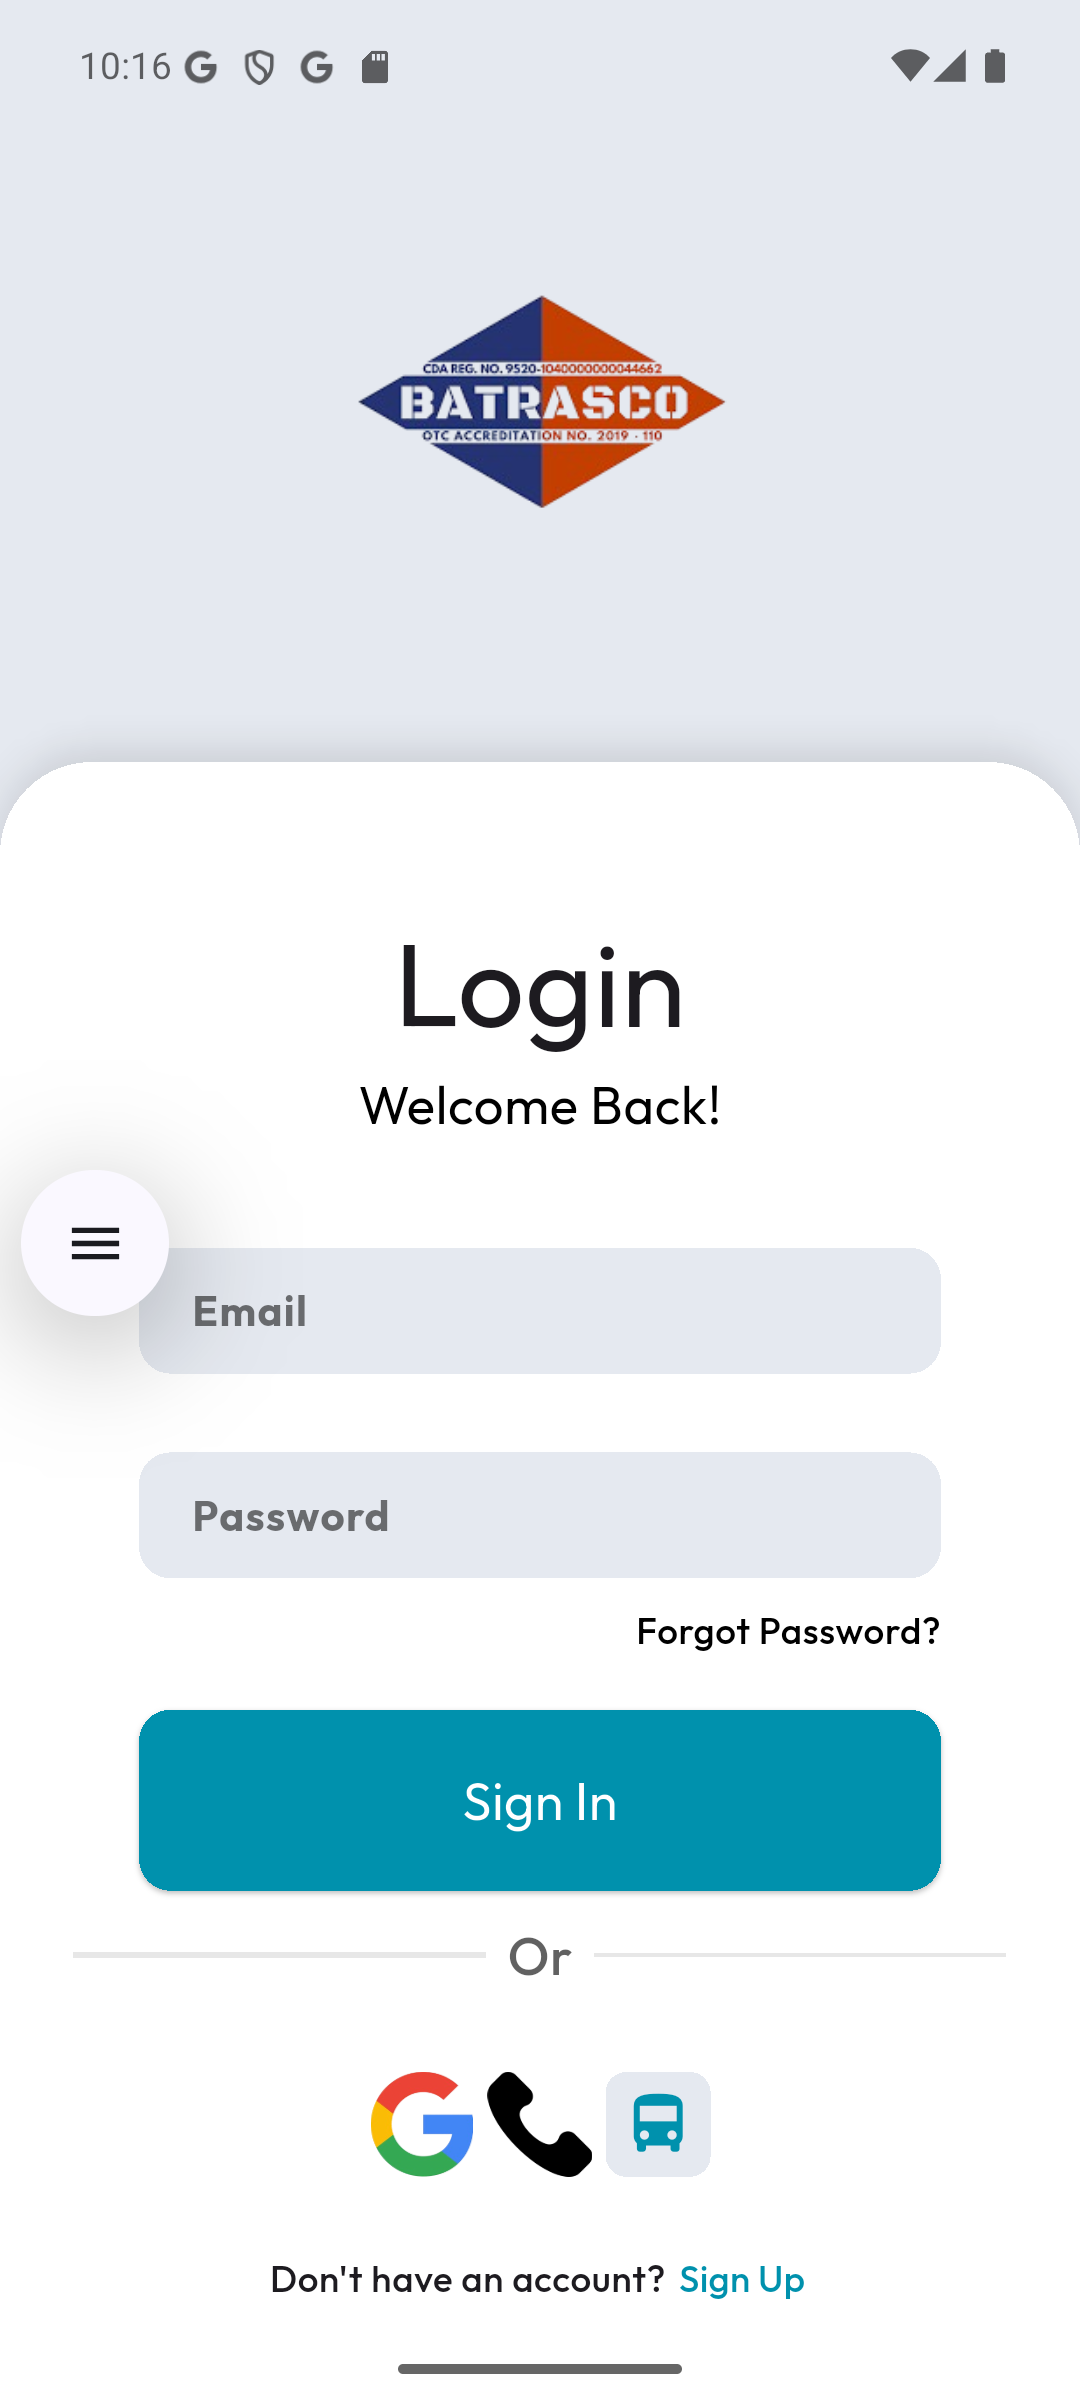 10:16
CDA REG. NO. 9520-1040000000044662
BATRASCO
OTC ACCREDITATION NO. 2019 - 110
Login
Welcome Back!
Email
Password
Forgot Password?
Sign In
Or
Don't have an account? Sign Up